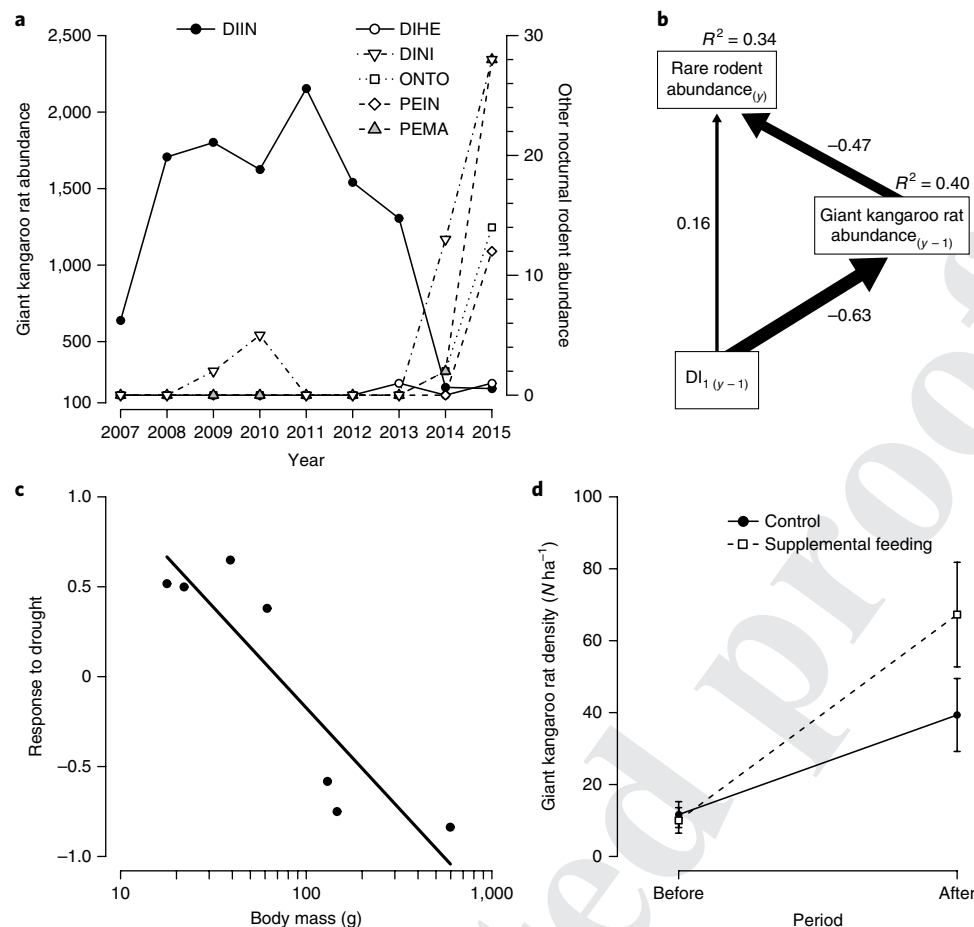 a
2,500
2,000
1,500
1,000
500
100
Giant kangaroo rat abundance
DIIN
DIHE
DINI
ONTO
PEIN
PEMA
30
20
10
0
Other nocturnal rodent abundance
2007 2008 2009 2010 2011 2012 2013 2014 2015
Year
b
R² = 0.34
Rare rodent
abundance(y)
–0.47
R² = 0.40
0.16
Giant kangaroo rat
abundance(y – 1)
–0.63
DI1 (y – 1)
c
1.0
0.5
0
–0.5
–1.0
Response to drought
10 100 1,000
Body mass (g)
d
100
80
60
40
20
0
Giant kangaroo rat density (N ha⁻¹)
Control
Supplemental feeding
Before After
Period
ted proof